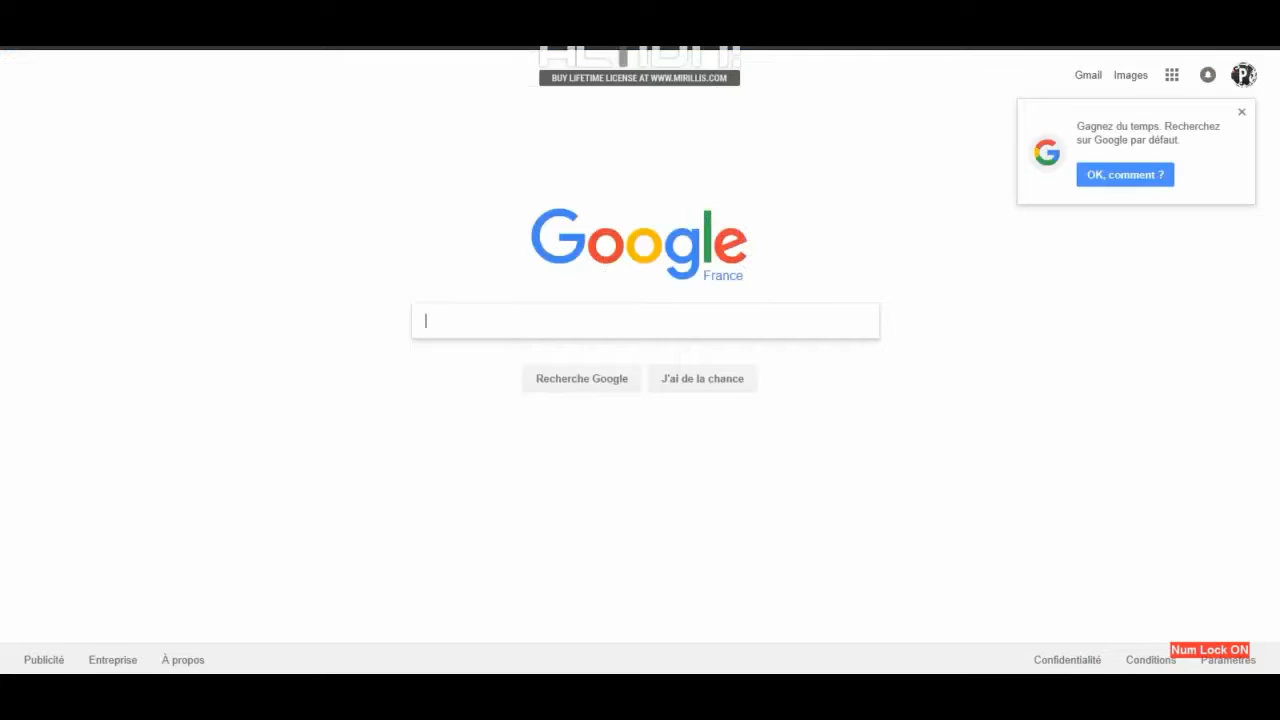 BUY LIFETIME LICENSE AT WWW.MIRILLIS.COM
Gmail Images
Gagnez du temps. Recherchez
sur Google par défaut.
OK, comment ?
Google
France
Recherche Google J'ai de la chance
Num Lock ON
Publicité Entreprise À propos Confidentialité Conditions Paramètres